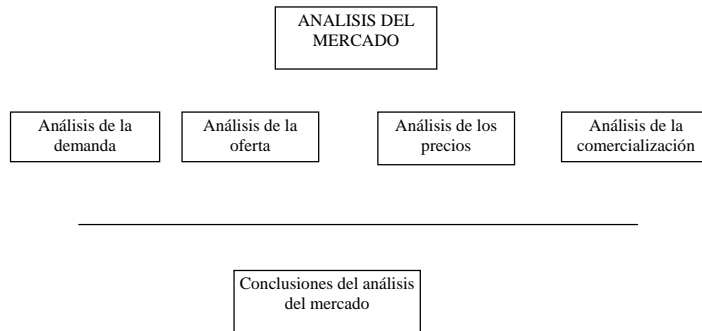 ANALISIS DEL
MERCADO
Análisis de la
demanda
Análisis de la
oferta
Análisis de los
precios
Análisis de la
comercialización
Conclusiones del análisis
del mercado